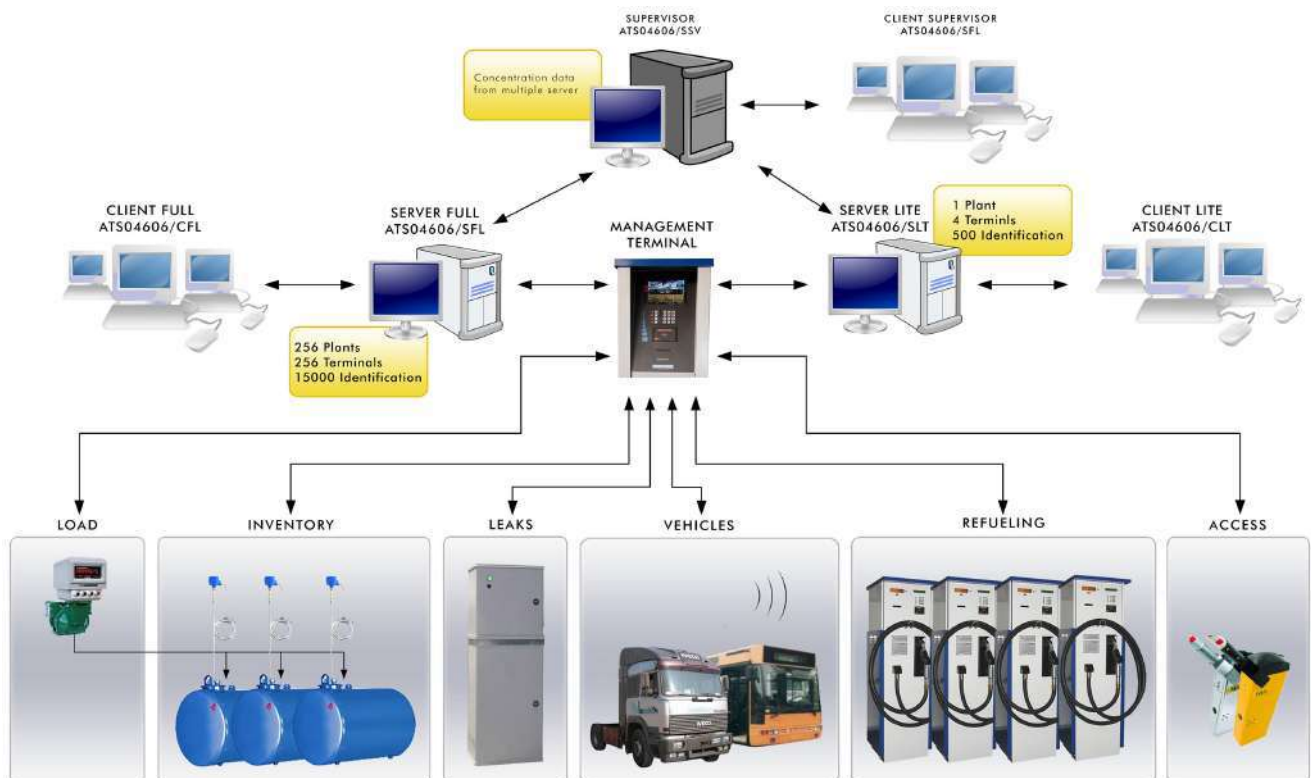 SUPERVISOR
ATS04606/SSV
CLIENT SUPERVISOR
ATS04606/SFL
Concentration data
from multiple server
CLIENT FULL
ATS04606/CFL
SERVER FULL
ATS04606/SFL
MANAGEMENT
TERMINAL
SERVER LITE
ATS04606/SLT
1 Plant
4 Terminls
500 Identification
CLIENT LITE
ATS04606/CLT
256 Plants
256 Terminals
15000 Identification
LOAD
INVENTORY
LEAKS
VEHICLES
REFUELING
ACCESS
IVECO